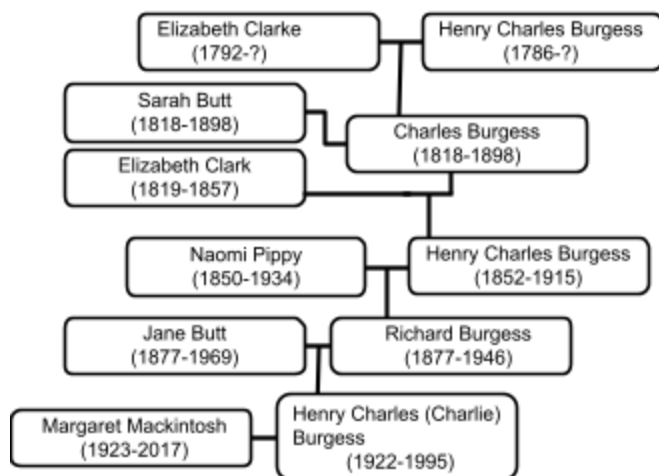 Elizabeth Clarke
(1792-?)
Henry Charles Burgess
(1786-?)
Sarah Butt
(1818-1898)
Charles Burgess
(1818-1898)
Elizabeth Clark
(1819-1857)
Naomi Pippy
(1850-1934)
Henry Charles Burgess
(1852-1915)
Jane Butt
(1877-1969)
Richard Burgess
(1877-1946)
Margaret Mackintosh
(1923-2017)
Henry Charles (Charlie)
Burgess
(1922-1995)